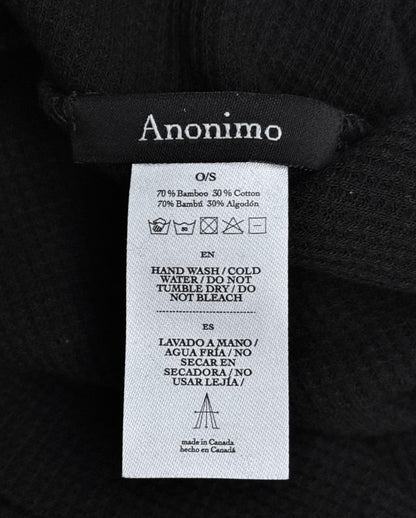 Anonimo
O/S
70% Bamboo 30% Cotton
70% Bambú 30% Algodón
30
EN
HAND WASH / COLD
WATER / DO NOT
TUMBLE DRY / DO
NOT BLEACH
ES
LAVADO A MANO /
AGUA FRÍA / NO
SECAR EN
SECADORA / NO
USAR LEJÍA /
made in Canada
hecho en Canadá